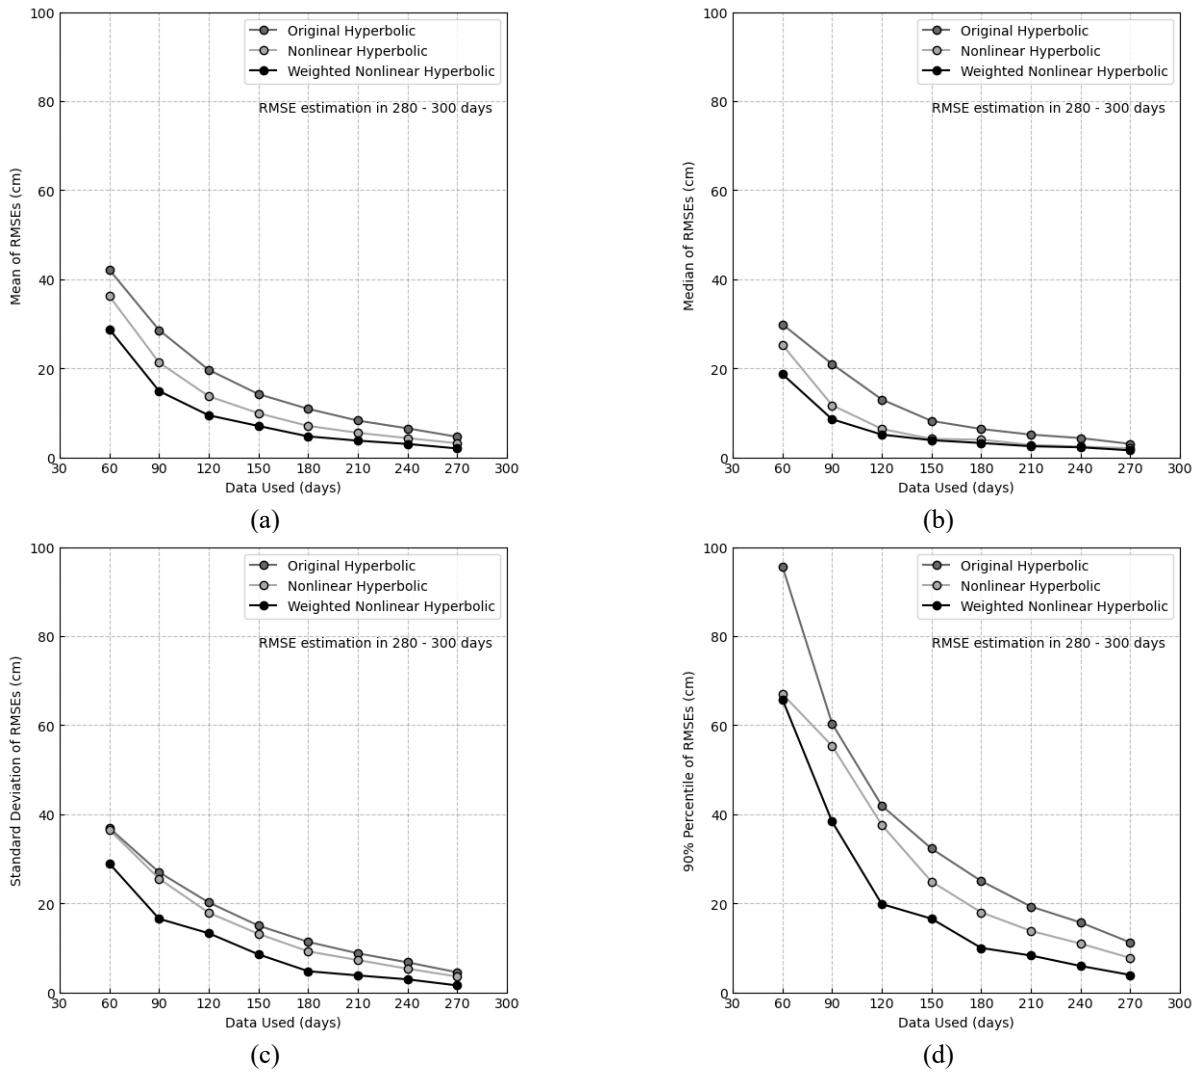 100
80
60
40
20
0
Mean of RMSEs (cm)
Original Hyperbolic
Nonlinear Hyperbolic
Weighted Nonlinear Hyperbolic
RMSE estimation in 280 - 300 days
30 60 90 120 150 180 210 240 270 300
Data Used (days)
(a)
100
80
60
40
20
0
Median of RMSEs (cm)
Original Hyperbolic
Nonlinear Hyperbolic
Weighted Nonlinear Hyperbolic
RMSE estimation in 280 - 300 days
30 60 90 120 150 180 210 240 270 300
Data Used (days)
(b)
100
80
60
40
20
0
Standard Deviation of RMSEs (cm)
Original Hyperbolic
Nonlinear Hyperbolic
Weighted Nonlinear Hyperbolic
RMSE estimation in 280 - 300 days
30 60 90 120 150 180 210 240 270 300
Data Used (days)
(c)
100
80
60
40
20
0
90% Percentile of RMSEs (cm)
Original Hyperbolic
Nonlinear Hyperbolic
Weighted Nonlinear Hyperbolic
RMSE estimation in 280 - 300 days
30 60 90 120 150 180 210 240 270 300
Data Used (days)
(d)